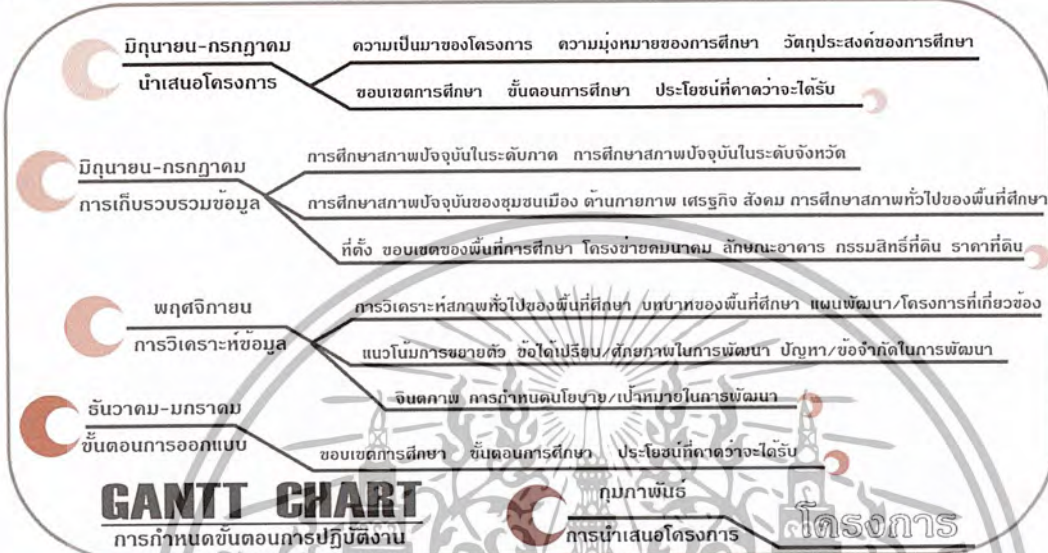 มิถุนายน-กรกฎาคม
ความเป็นมาของโครงการ ความมุ่งหมายของการศึกษา วัตถุประสงค์ของการศึกษา
นำเสนอโครงการ
ขอบเขตการศึกษา ขั้นตอนการศึกษา ประโยชน์ที่คาดว่าจะได้รับ
มิถุนายน-กรกฎาคม
การศึกษาสภาพปัจจุบันในระดับภาค การศึกษาสภาพปัจจุบันในระดับจังหวัด
การเก็บรวบรวมข้อมูล
การศึกษาสภาพปัจจุบันของชุมชนเมือง ด้านกายภาพ เศรฐกิจ สังคม การศึกษาสภาพทั่วไปของพื้นที่ศึกษา
ที่ตั้ง ขอบเขตของพื้นที่การศึกษา โครงข่ายคมนาคม ลักษณะอาคาร กรรมสิทธิ์ที่ดิน ราคาที่ดิน
พฤศจิกายน
การวิเคราะห์สภาพทั่วไปของพื้นที่ศึกษา บทบาทของพื้นที่ศึกษา แผนพัฒนา/โครงการที่เกี่ยวข้อง
การวิเคราะห์ข้อมูล
แนวโน้มการขยายตัว ข้อได้เปรียบ/ศักยภาพในการพัฒนา ปัญหา/ข้อจำกัดในการพัฒนา
จินตภาพ การกำหนดนโยบาย/เป้าหมายในการพัฒนา
ธันวาคม-มกราคม
ขั้นตอนการออกแบบ
ขอบเขตการศึกษา ขั้นตอนการศึกษา ประโยชน์ที่คาดว่าจะได้รับ
GANTT CHART
การกำหนดขั้นตอนการปฏิบัติงาน
กุมภาพันธ์
การนำเสนอโครงการ
โครงการ